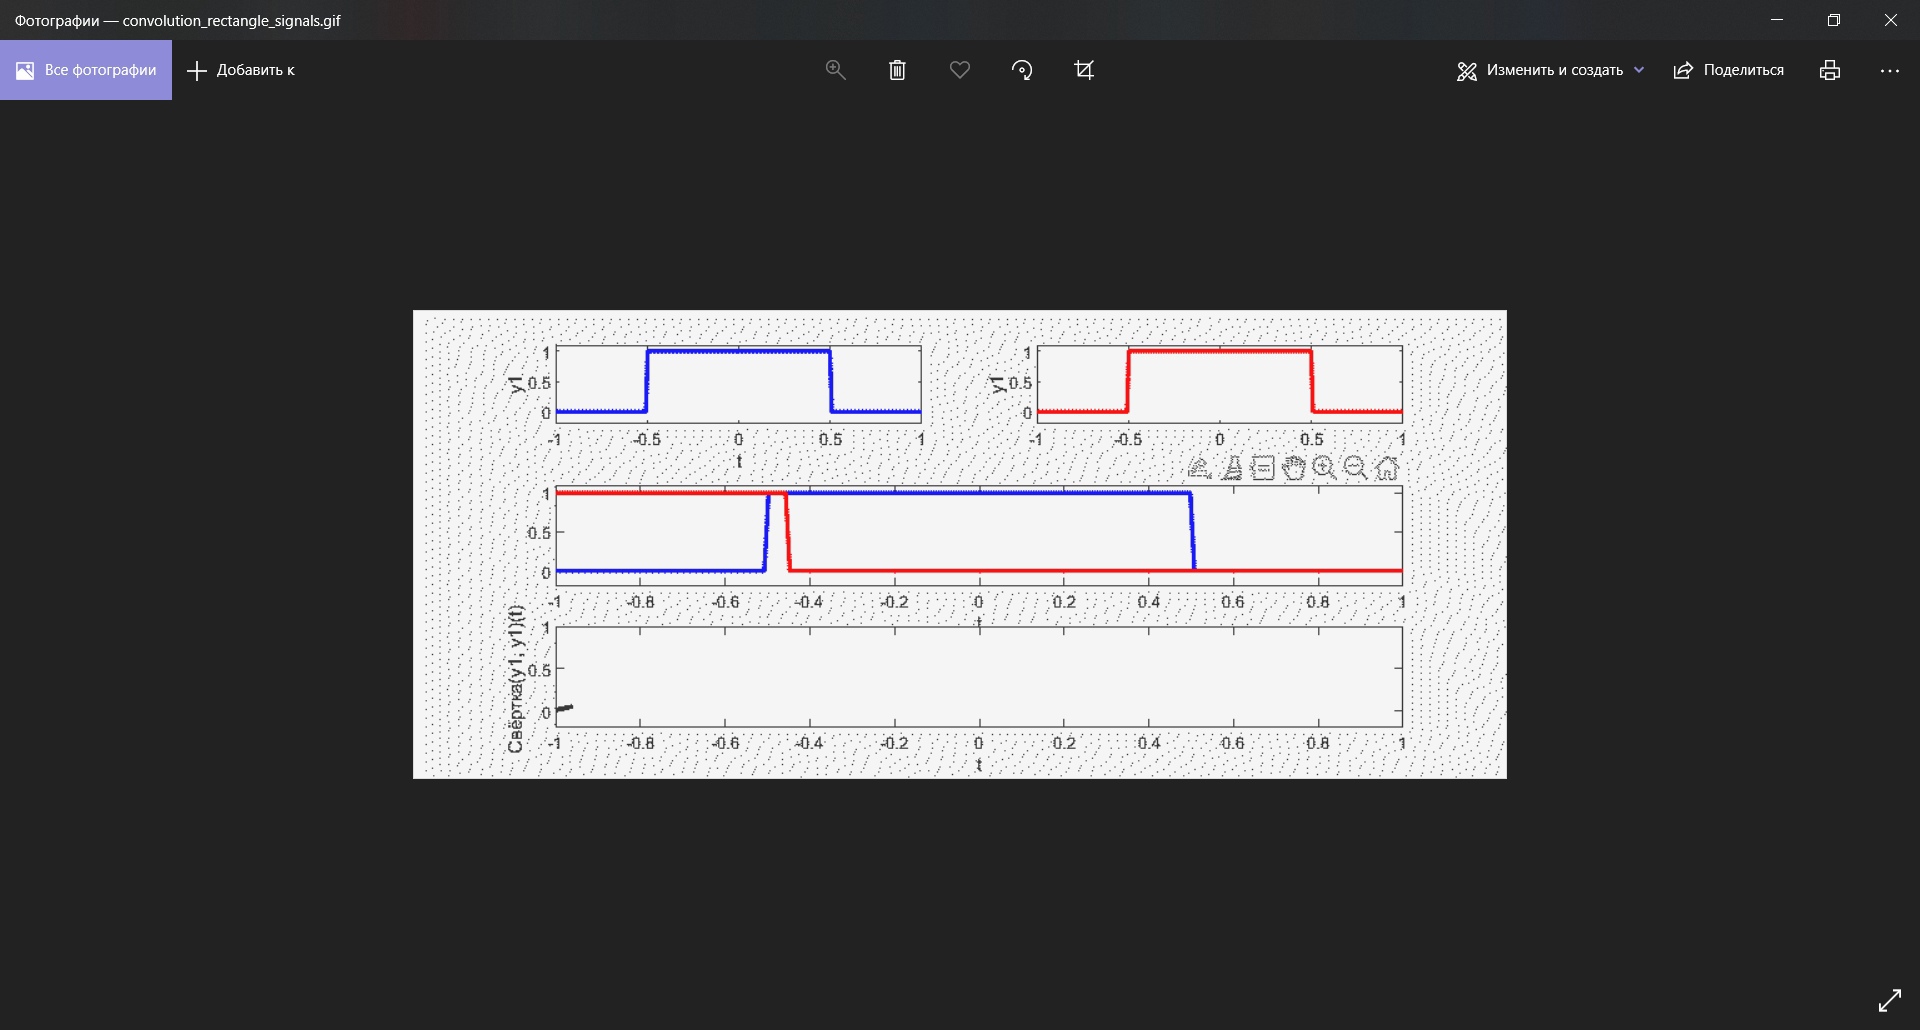 Фотографии — convolution_rectangle_signals.gif
Все фотографии
Добавить к
Изменить и создать
Поделиться
y1
1
0.5
0
-1 -0.5 0 0.5 1
t
y1
1
0.5
0
-1 -0.5 0 0.5 1
1
0.5
0
-1 -0.8 -0.6 -0.4 -0.2 0 0.2 0.4 0.6 0.8 1
t
Свёртка(y1, y1)(t)
1
0.5
0
-1 -0.8 -0.6 -0.4 -0.2 0 0.2 0.4 0.6 0.8 1
t